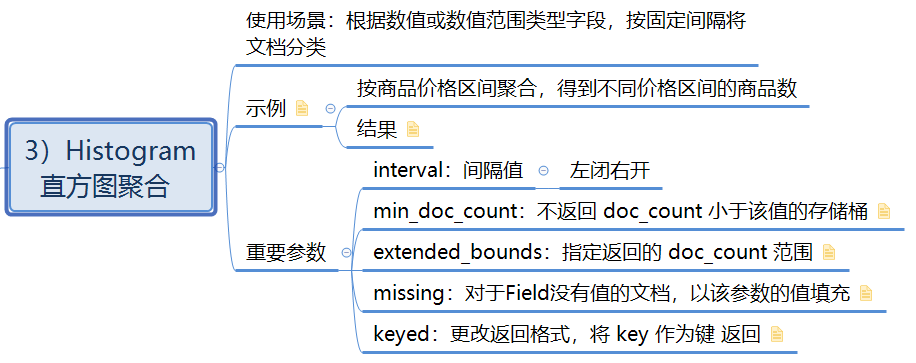 3）Histogram
直方图聚合
使用场景：根据数值或数值范围类型字段，按固定间隔将
文档分类
示例
按商品价格区间聚合，得到不同价格区间的商品数
结果
重要参数
interval：间隔值
左闭右开
min_doc_count：不返回 doc_count 小于该值的存储桶
extended_bounds：指定返回的 doc_count 范围
missing：对于Field没有值的文档，以该参数的值填充
keyed：更改返回格式，将 key 作为键 返回